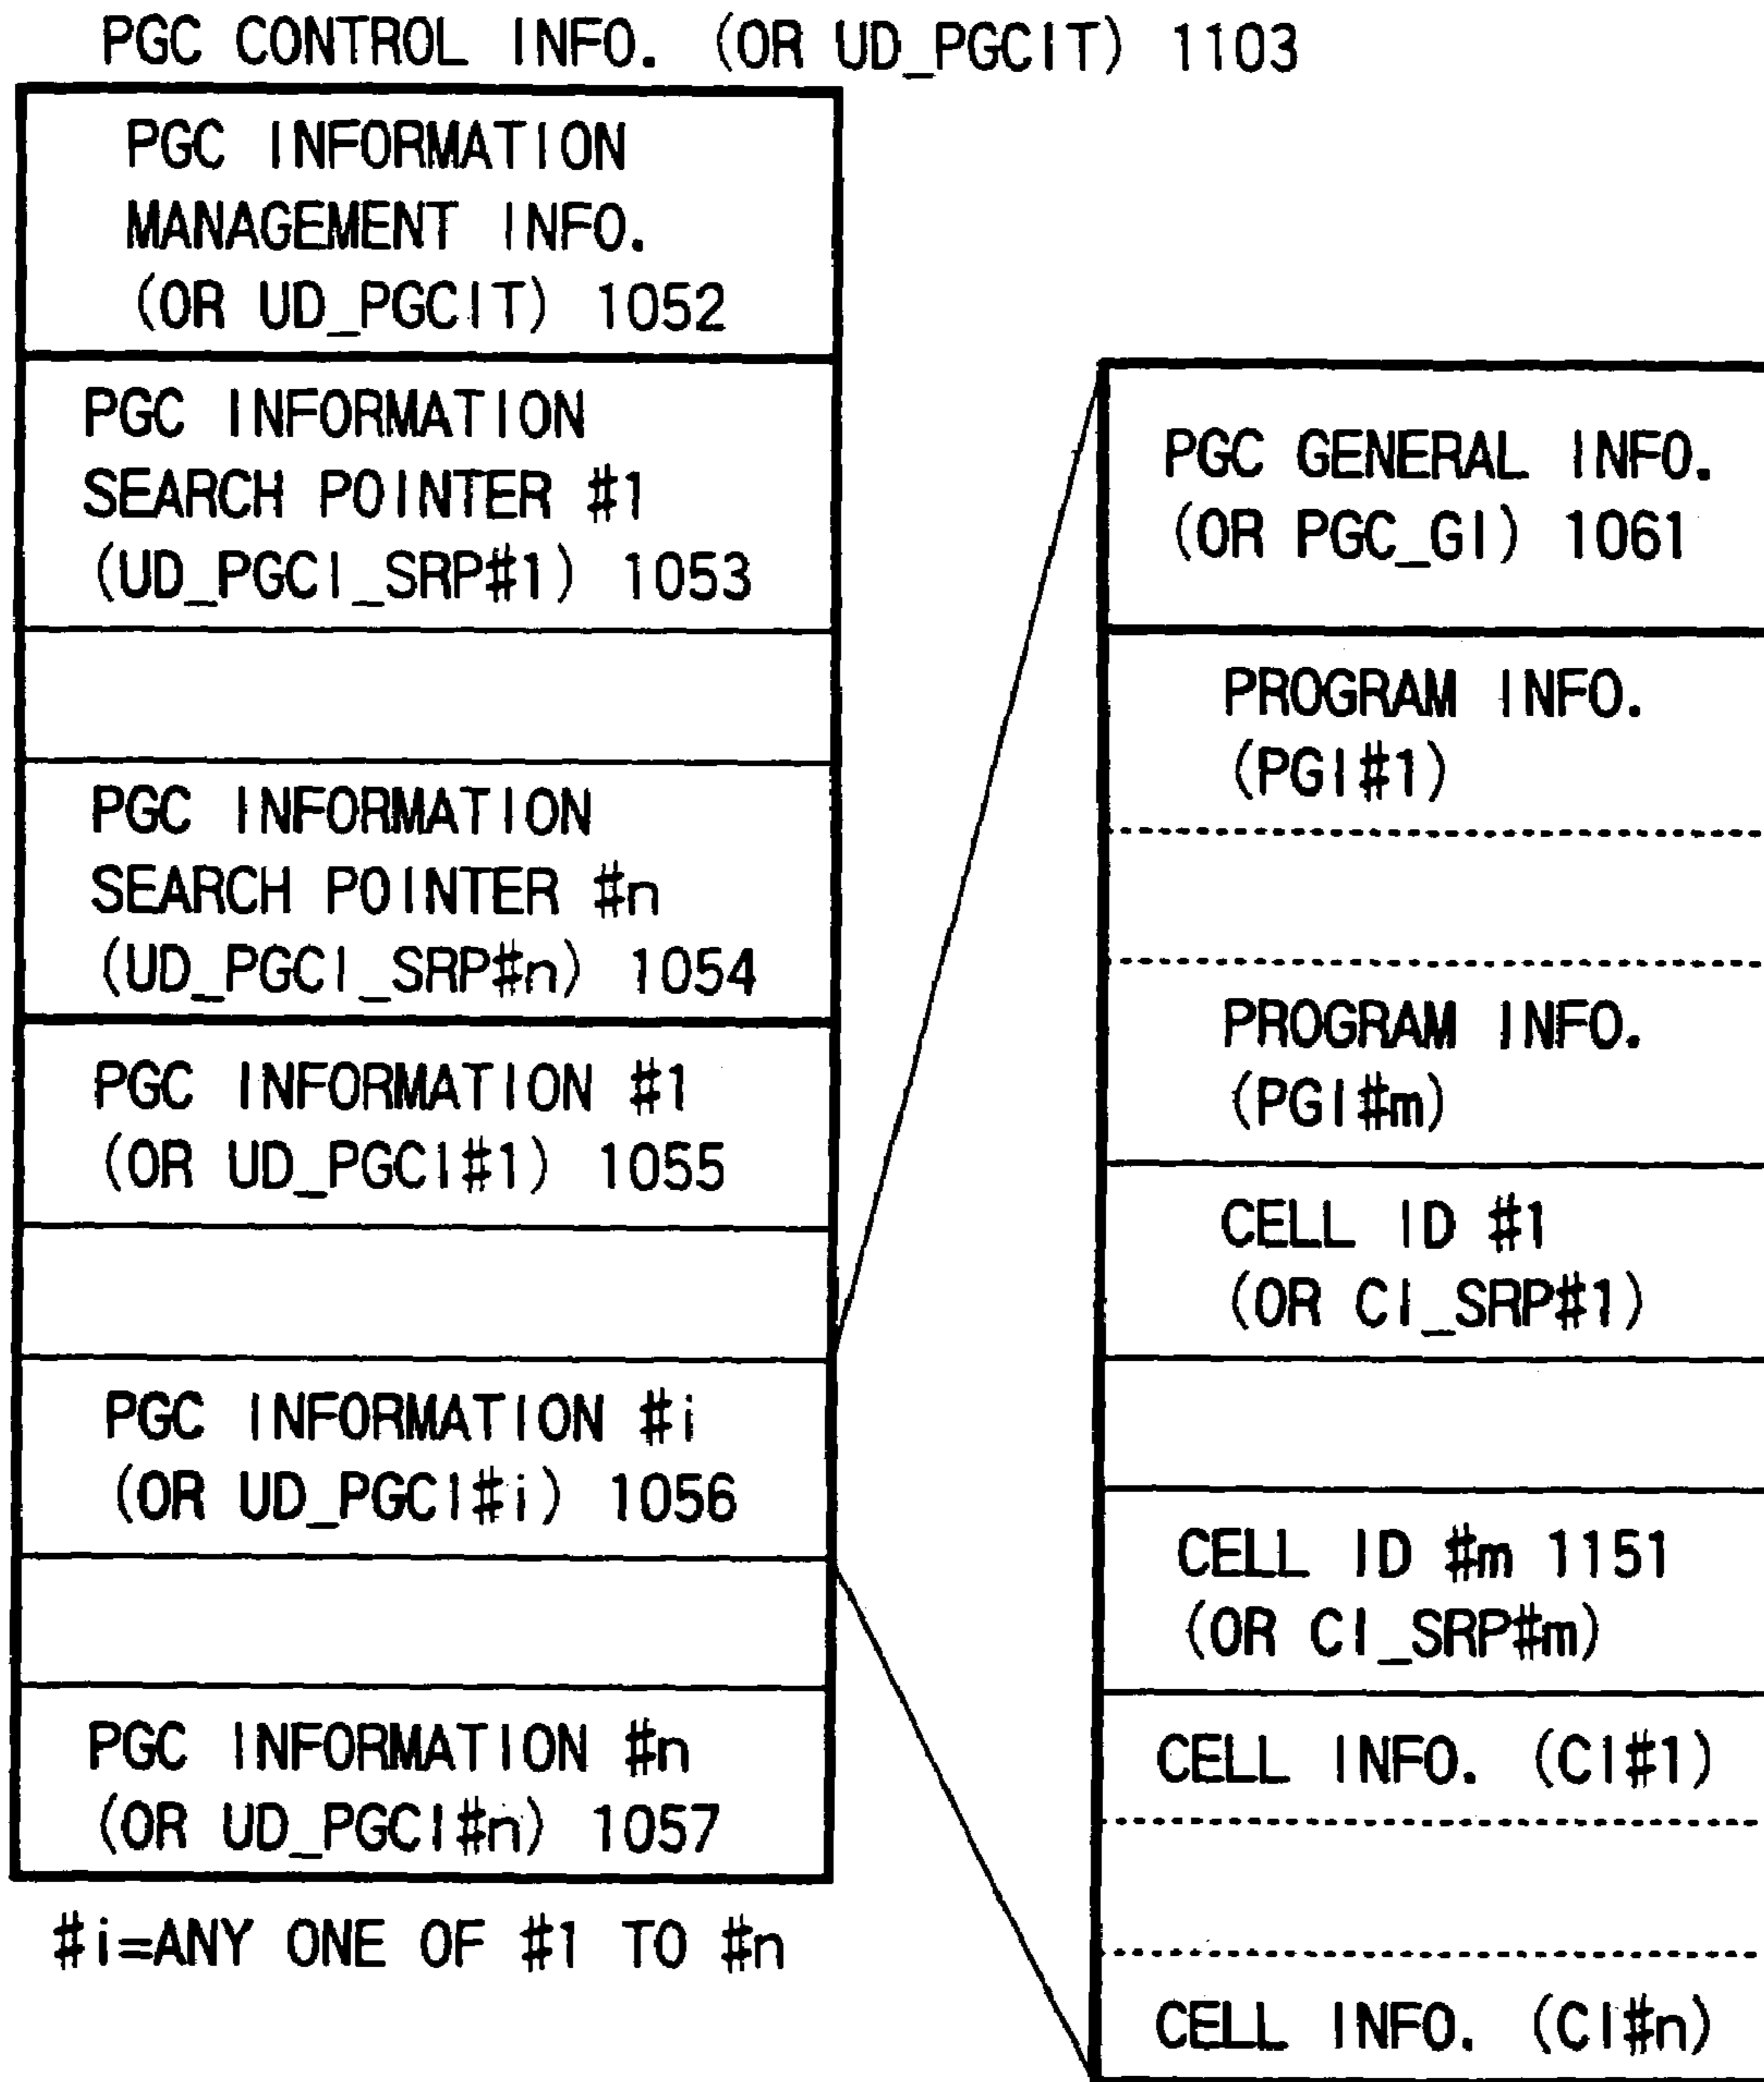 PGC CONTROL INFO. (OR UD_PGCIT) 1103
PGC INFORMATION
MANAGEMENT INFO.
(OR UD_PGCIT) 1052
PGC INFORMATION
SEARCH POINTER #1
(UD_PGCI_SRP#1) 1053
PGC INFORMATION
SEARCH POINTER #n
(UD_PGCI_SRP#n) 1054
PGC INFORMATION #1
(OR UD_PGCI#1) 1055
PGC INFORMATION #i
(OR UD_PGCI#i) 1056
PGC INFORMATION #n
(OR UD_PGCI#n) 1057
#i=ANY ONE OF #1 TO #n
PGC GENERAL INFO.
(OR PGC_GI) 1061
PROGRAM INFO.
(PGI#1)
PROGRAM INFO.
(PGI#m)
CELL ID #1
(OR CI_SRP#1)
CELL ID #m 1151
(OR CI_SRP#m)
CELL INFO. (CI#1)
CELL INFO. (CI#n)